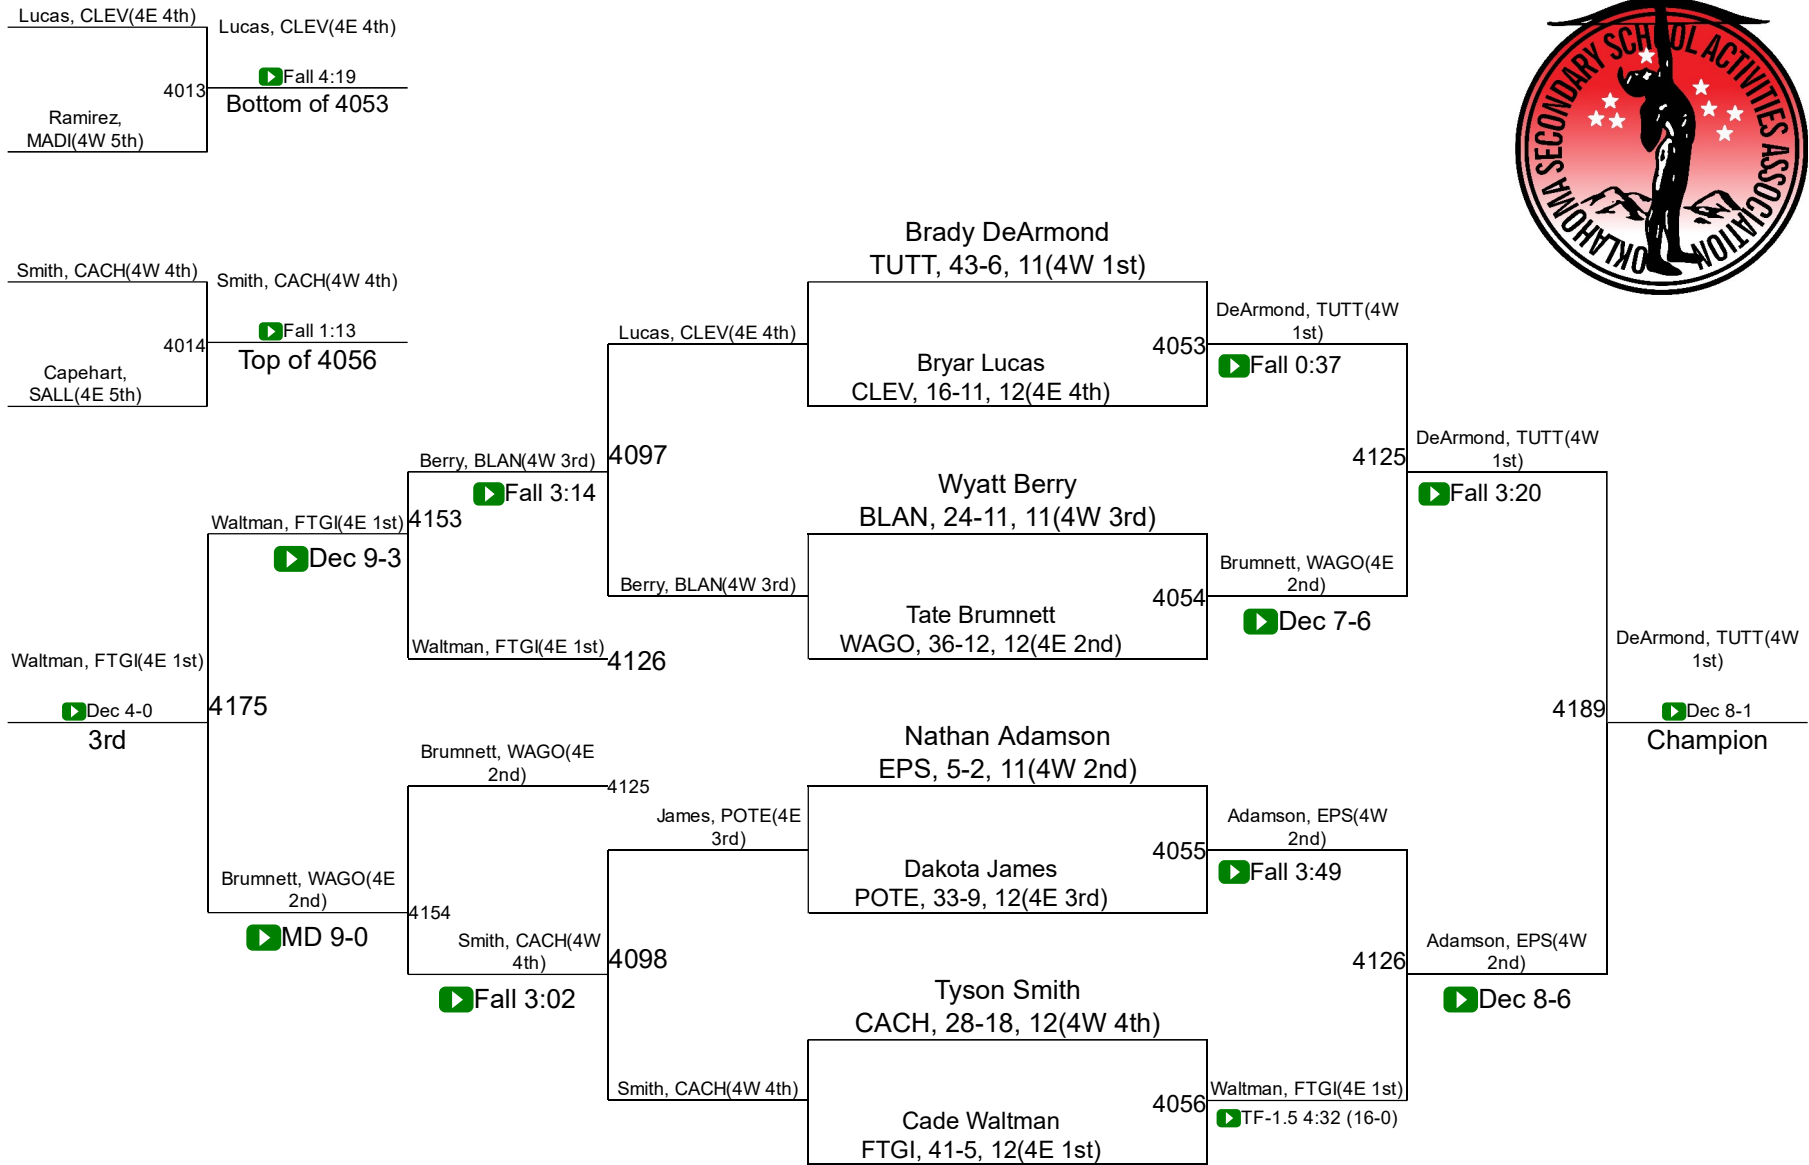 Lucas, CLEV(4E 4th)
Lucas, CLEV(4E 4th)
Fall 4:19
4013
Bottom of 4053
Ramirez,
MADI(4W 5th)
OKLAHOMA SECONDARY SCHOOL ACTIVITIES ASSOCIATION
Smith, CACH(4W 4th)
Smith, CACH(4W 4th)
Fall 1:13
4014
Top of 4056
Capehart,
SALL(4E 5th)
Brady DeArmond
TUTT, 43-6, 11(4W 1st)
Lucas, CLEV(4E 4th)
4053
Bryar Lucas
CLEV, 16-11, 12(4E 4th)
DeArmond, TUTT(4W
1st)
Fall 0:37
4097
Berry, BLAN(4W 3rd)
Fall 3:14
4125
DeArmond, TUTT(4W
1st)
Fall 3:20
Wyatt Berry
BLAN, 24-11, 11(4W 3rd)
Waltman, FTGI(4E 1st)
4153
Dec 9-3
Berry, BLAN(4W 3rd)
4054
Tate Brumnett
WAGO, 36-12, 12(4E 2nd)
Brumnett, WAGO(4E
2nd)
Dec 7-6
Waltman, FTGI(4E 1st)
4126
Waltman, FTGI(4E 1st)
Dec 4-0
3rd
4175
DeArmond, TUTT(4W
1st)
4189
Dec 8-1
Champion
Nathan Adamson
EPS, 5-2, 11(4W 2nd)
Brumnett, WAGO(4E
2nd)
4125
James, POTE(4E
3rd)
4055
Dakota James
POTE, 33-9, 12(4E 3rd)
Adamson, EPS(4W
2nd)
Fall 3:49
Brumnett, WAGO(4E
2nd)
4154
MD 9-0
Smith, CACH(4W
4th)
4098
Fall 3:02
4126
Adamson, EPS(4W
2nd)
Dec 8-6
Tyson Smith
CACH, 28-18, 12(4W 4th)
Smith, CACH(4W 4th)
4056
Cade Waltman
FTGI, 41-5, 12(4E 1st)
Waltman, FTGI(4E 1st)
TF-1.5 4:32 (16-0)